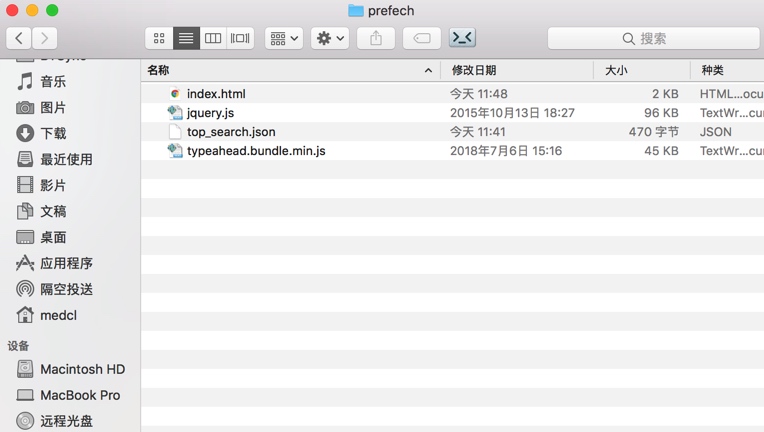 prefech
搜索
名称 修改日期 大小 种类
index.html 今天 11:48 2 KB HTML...ocu
jquery.js 2015年10月13日 18:27 96 KB TextWr...cur
top_search.json 今天 11:41 470 字节 JSON
typeahead.bundle.min.js 2018年7月6日 15:16 45 KB TextWr...cur
音乐
图片
下载
最近使用
影片
文稿
桌面
应用程序
隔空投送
medcl
设备
Macintosh HD
MacBook Pro
远程光盘